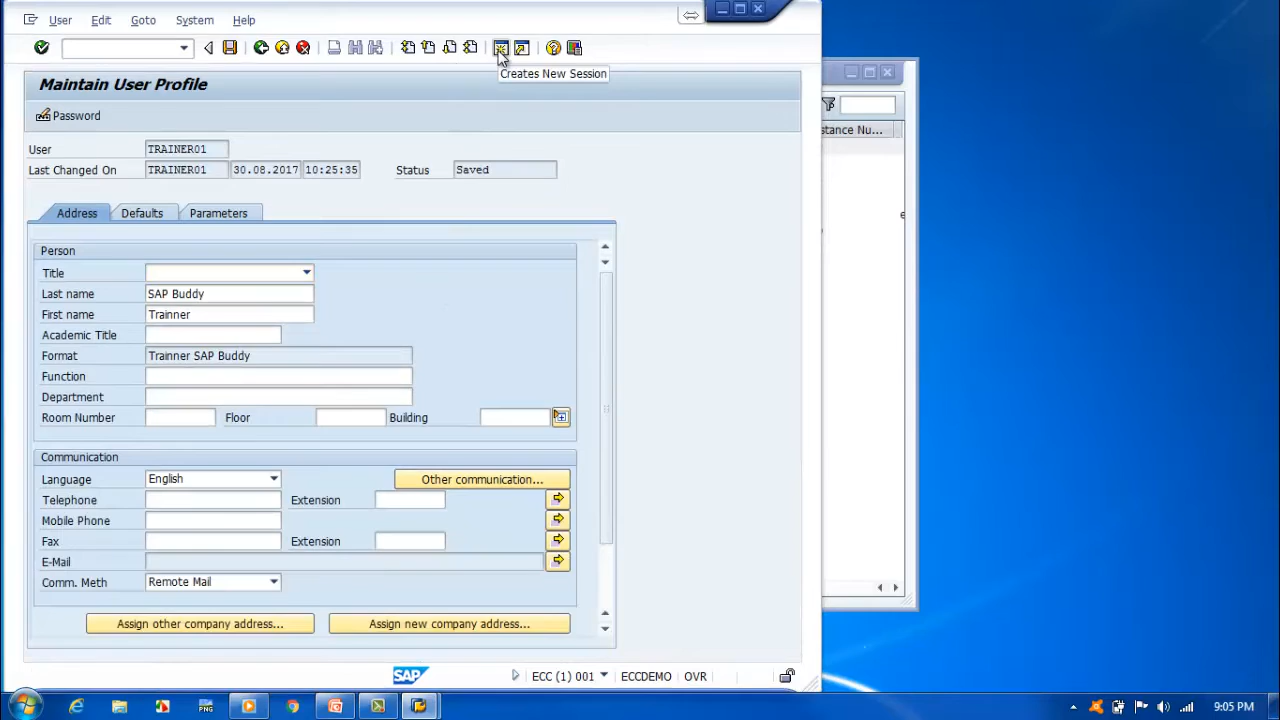 User Edit Goto System Help
Creates New Session
Maintain User Profile
Password
stance Nu...
User TRAINER01
Last Changed On TRAINER01 30.08.2017 10:25:35 Status Saved
Address Defaults Parameters
Person
Title
Last name SAP Buddy
First name Trainner
Academic Title
Format Trainner SAP Buddy
Function
Department
Room Number Floor Building
Communication
Language English Other communication...
Telephone Extension
Mobile Phone
Fax Extension
E-Mail
Comm. Meth Remote Mail
Assign other company address... Assign new company address...
SAP ECC (1) 001 ECCDEMO OVR
9:05 PM